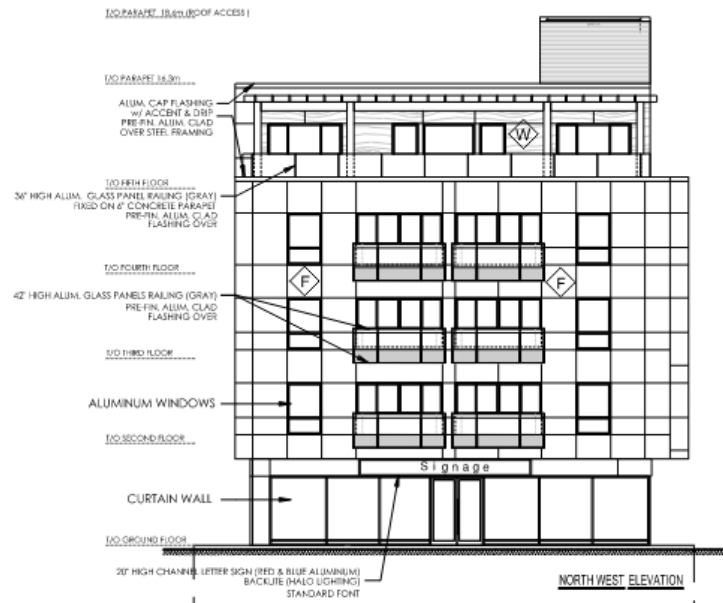 T/O PARAPET 18.6m (ROOF ACCESS)
T/O PARAPET 16.3m
ALUM. CAP FLASHING
w/ ACCENT & DRIP
PRE-FIN. ALUM. CLAD
OVER STEEL FRAMING
W
T/O FIFTH FLOOR
36" HIGH ALUM. GLASS PANEL RAILING (GRAY)
FIXED ON 6" CONCRETE PARAPET
PRE-FIN. ALUM. CLAD
FLASHING OVER
T/O FOURTH FLOOR
F
F
42" HIGH ALUM. GLASS PANELS RAILING (GRAY)
PRE-FIN. ALUM. CLAD
FLASHING OVER
T/O THIRD FLOOR
ALUMINUM WINDOWS
T/O SECOND FLOOR
Signage
CURTAIN WALL
T/O GROUND FLOOR
20" HIGH CHANNEL LETTER SIGN (RED & BLUE ALUMINUM)
BACKLITE (HALO LIGHTING)
STANDARD FONT
NORTH WEST ELEVATION